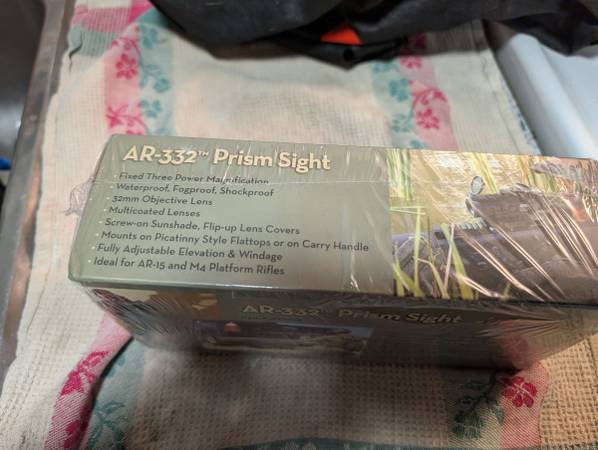 AR-332™ Prism Sight
· Fixed Three Power Magnification
· Waterproof, Fogproof, Shockproof
· 32mm Objective Lens
· Multicoated Lenses
· Screw-on Sunshade, Flip-up Lens Covers
· Mounts on Picatinny Style Flattops or on Carry Handle
· Fully Adjustable Elevation & Windage
· Ideal for AR-15 and M4 Platform Rifles
AR-332™ Prism Sight